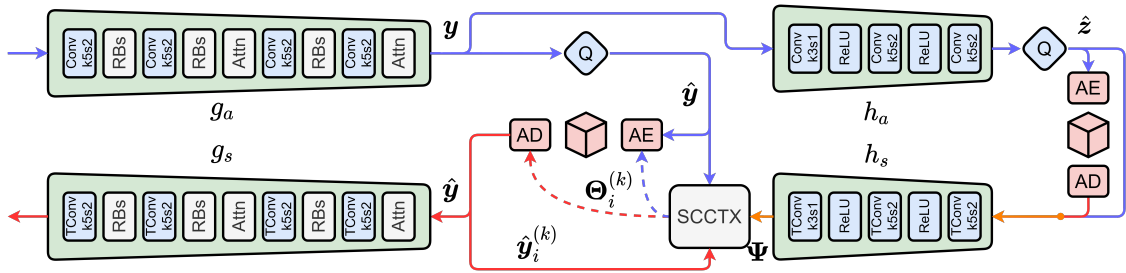 Conv k5s2 RBs Conv k5s2 RBs Attn Conv k5s2 RBs Conv k5s2 Attn
y
Q
Conv k3s1 ReLU Conv k5s2 ReLU Conv k5s2
Q
ẑ
AE
g_a
ŷ
h_a
AD
AE
g_s
h_s
AD
Θ_i^{(k)}
TConv k5s2 RBs TConv k5s2 RBs Attn TConv k5s2 RBs TConv k5s2 Attn
ŷ
SCCTX
TConv k3s1 ReLU TConv k5s2 ReLU TConv k5s2
ŷ_i^{(k)}
Ψ